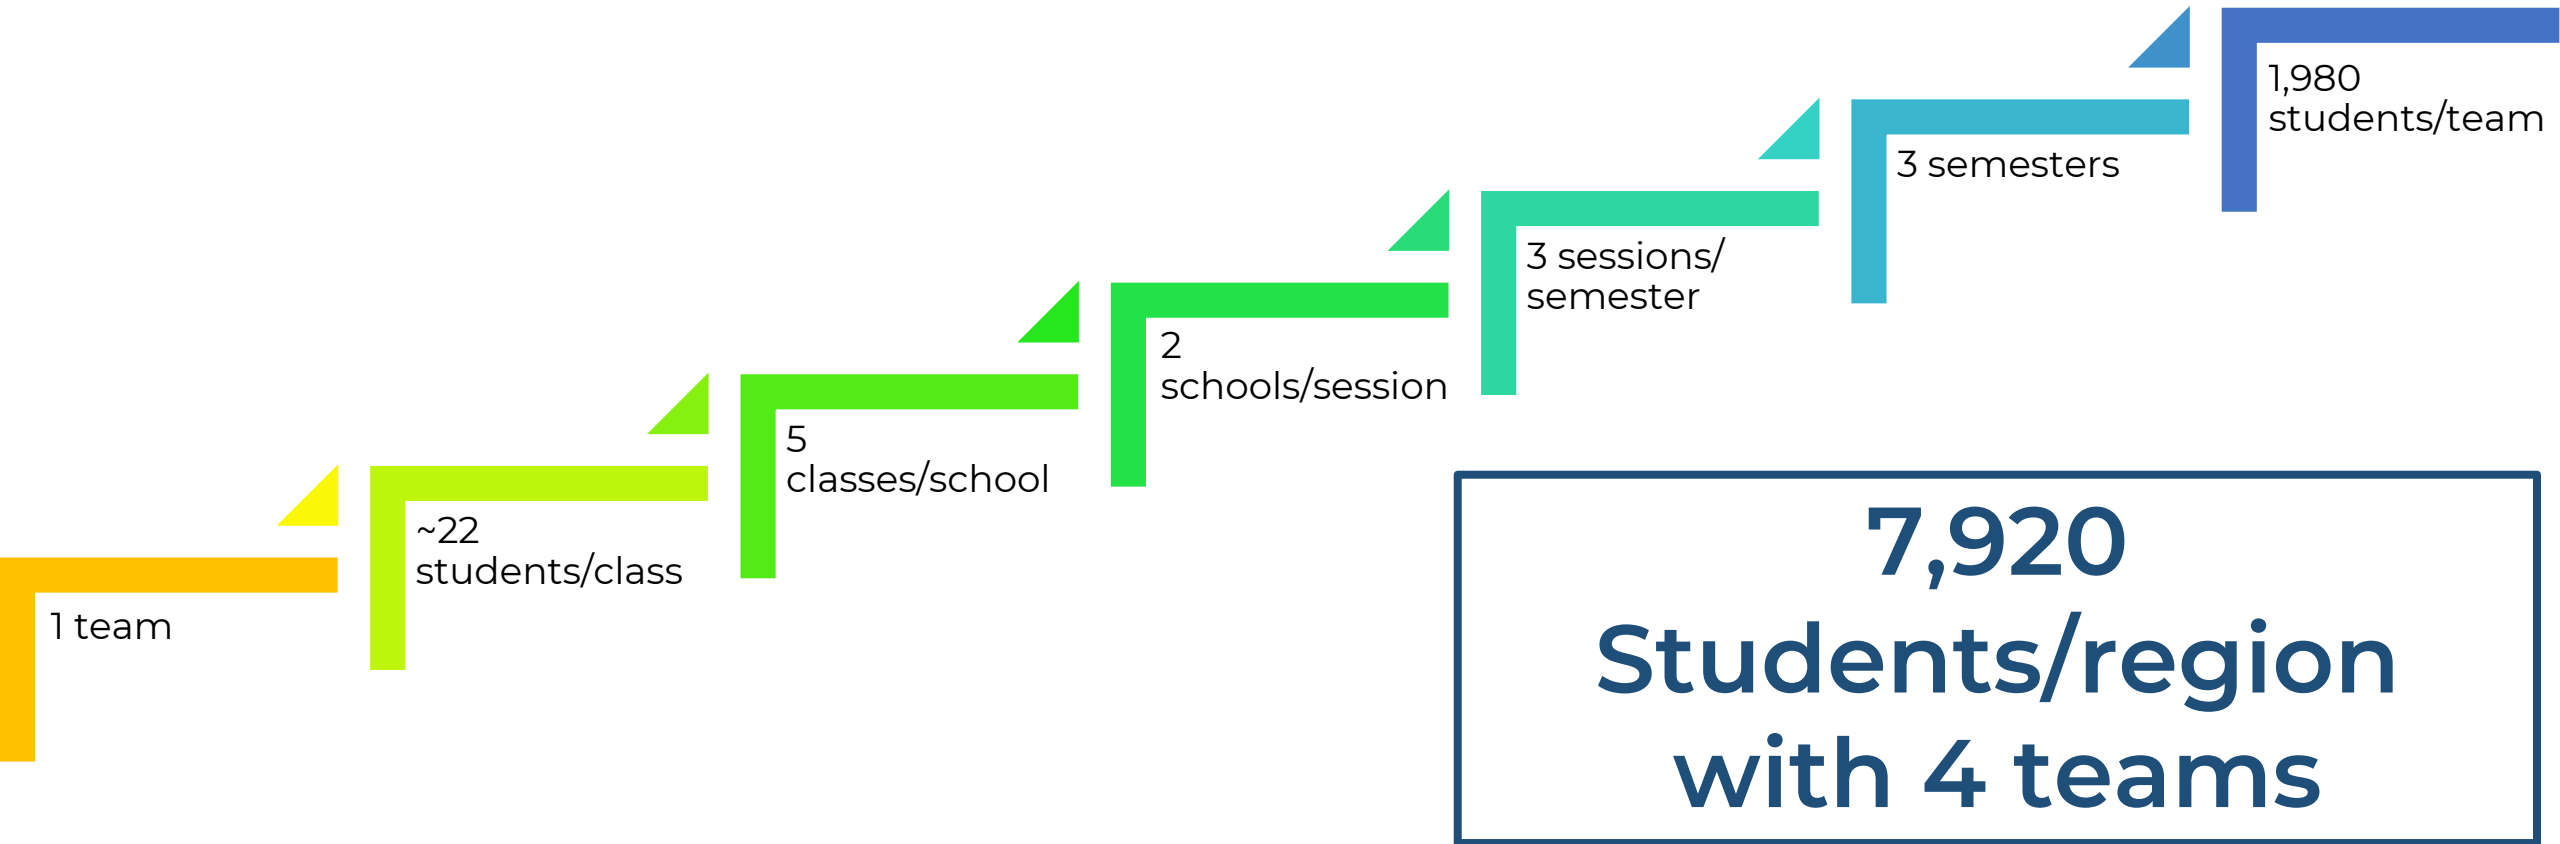 1 team
~22
students/class
5
classes/school
2
schools/session
3 sessions/
semester
3 semesters
1,980
students/team
7,920
Students/region
with 4 teams